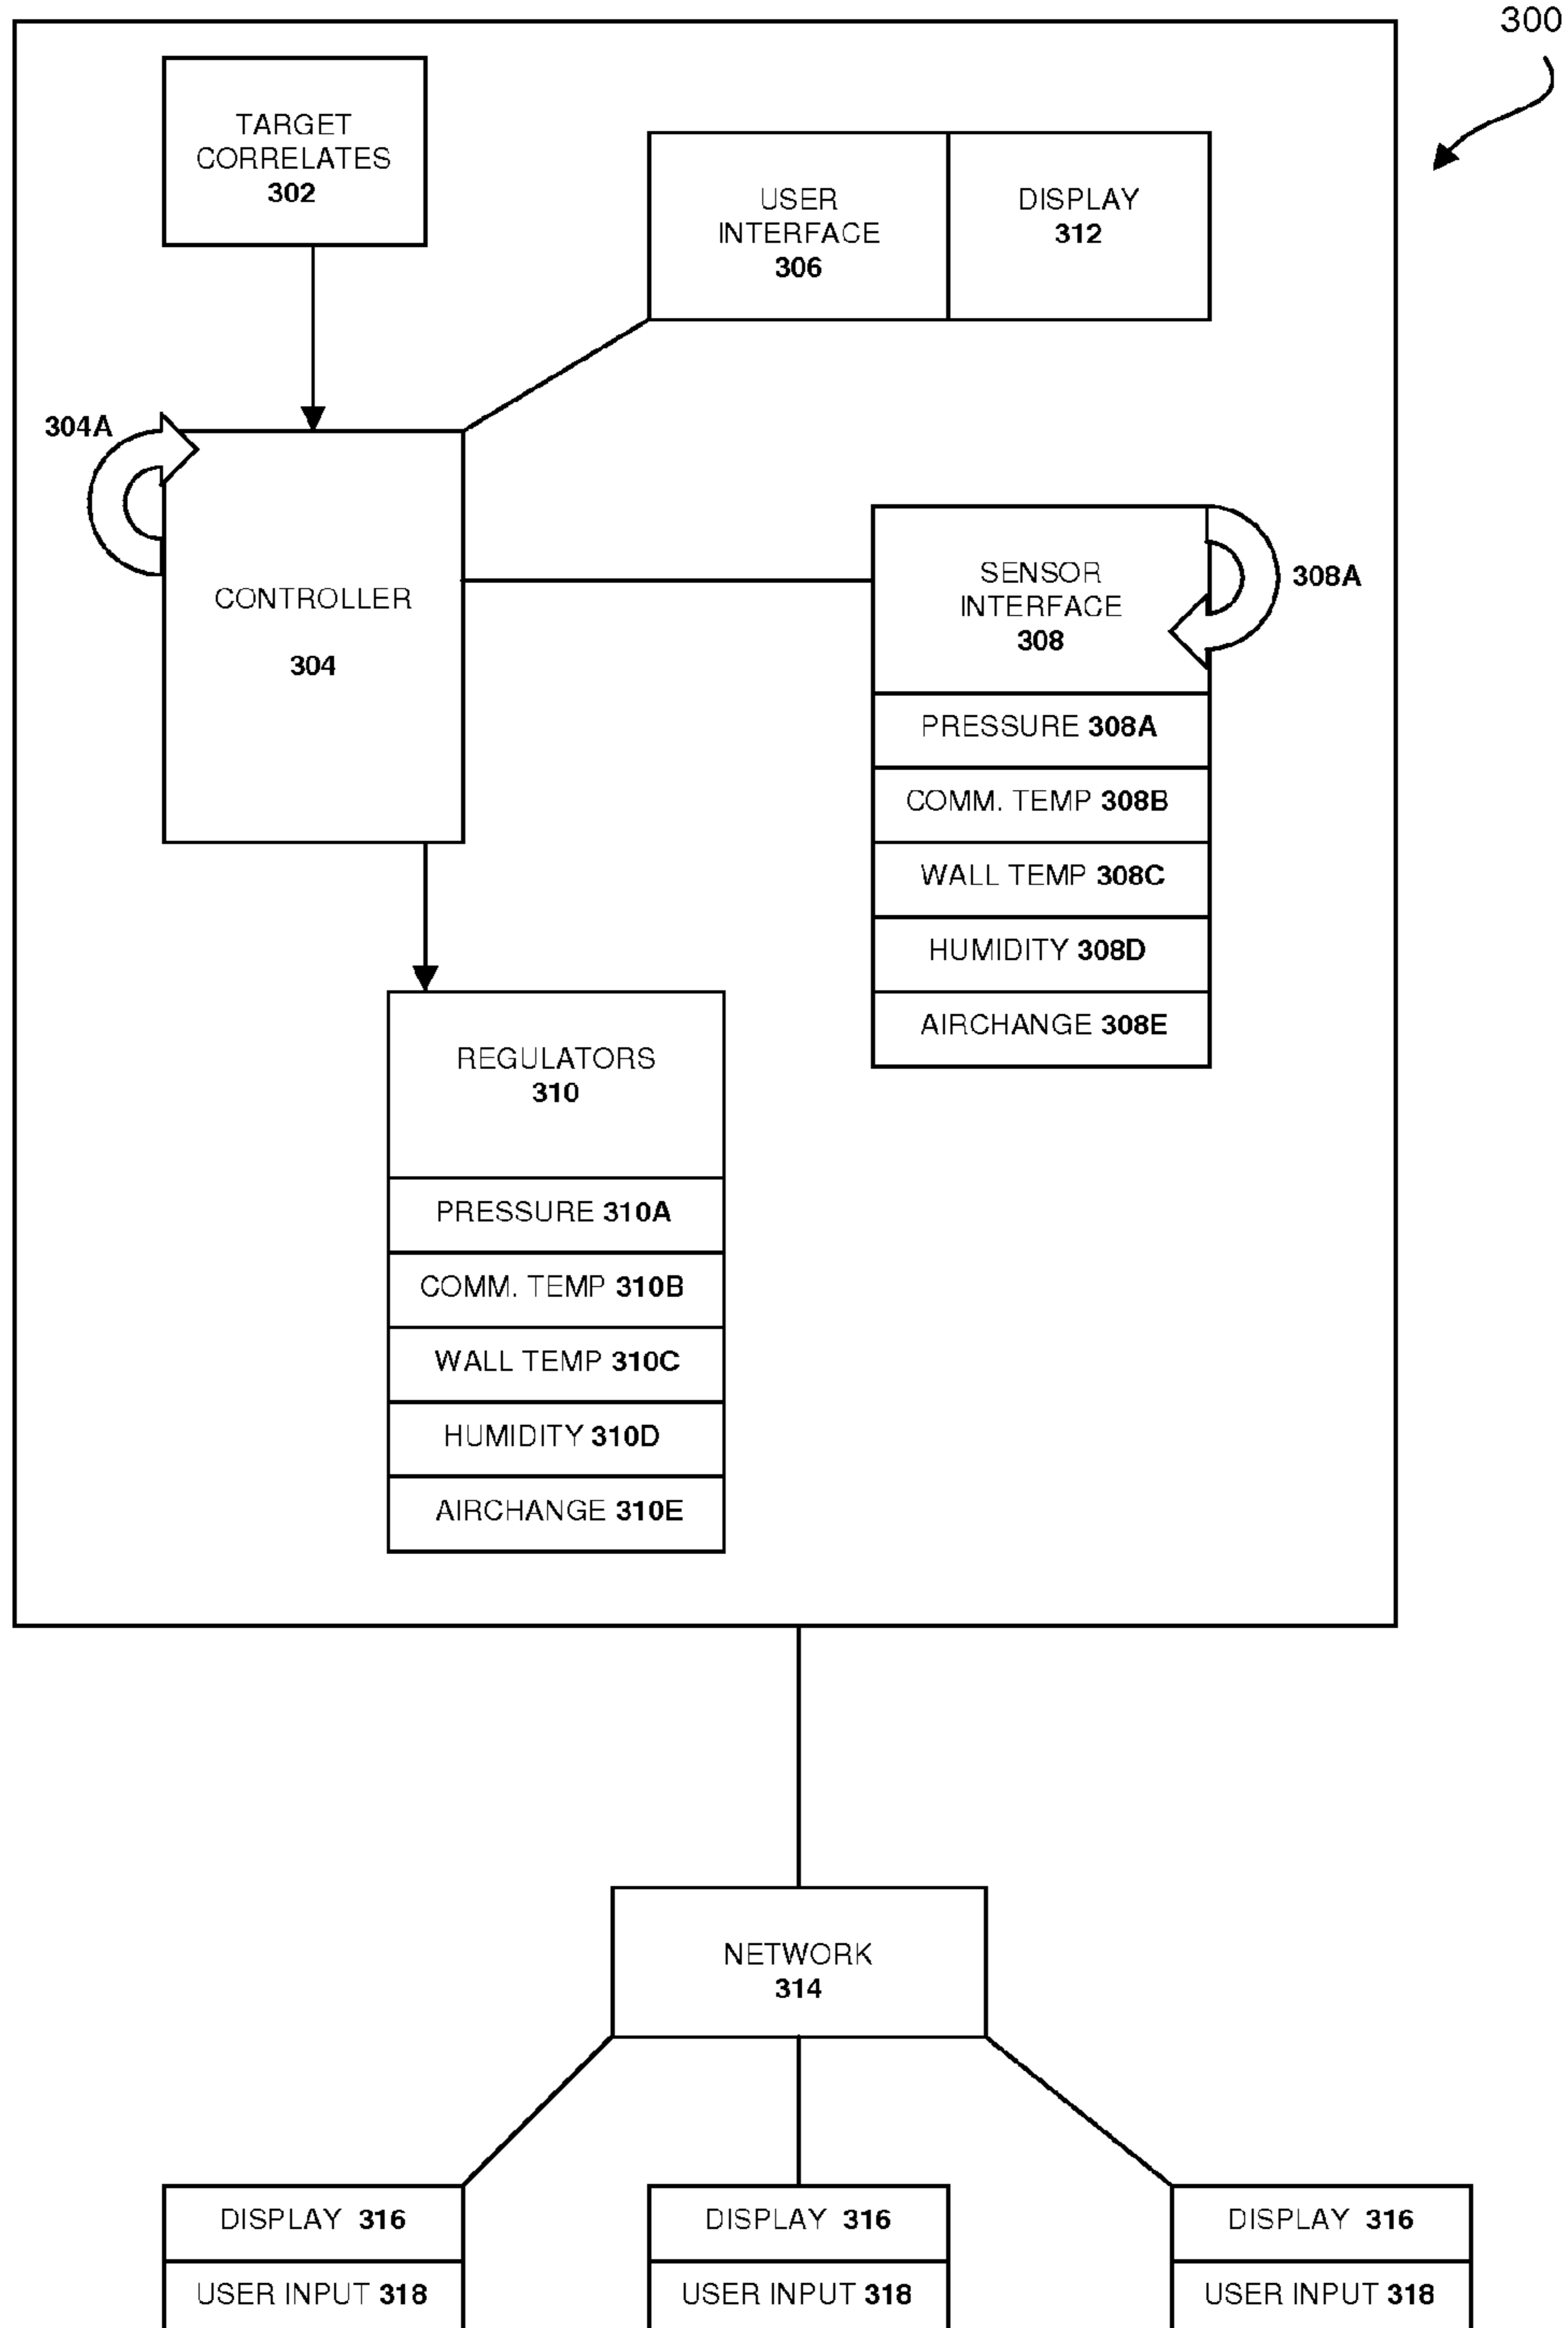 300
TARGET
CORRELATES
302
USER
INTERFACE
306
DISPLAY
312
304A
CONTROLLER
304
SENSOR
INTERFACE
308
308A
PRESSURE 308A
COMM. TEMP 308B
WALL TEMP 308C
HUMIDITY 308D
AIRCHANGE 308E
REGULATORS
310
PRESSURE 310A
COMM. TEMP 310B
WALL TEMP 310C
HUMIDITY 310D
AIRCHANGE 310E
NETWORK
314
DISPLAY 316
USER INPUT 318
DISPLAY 316
USER INPUT 318
DISPLAY 316
USER INPUT 318